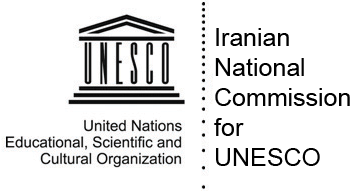 UNESCO
United Nations
Educational, Scientific and
Cultural Organization
Iranian
National
Commission
for
UNESCO